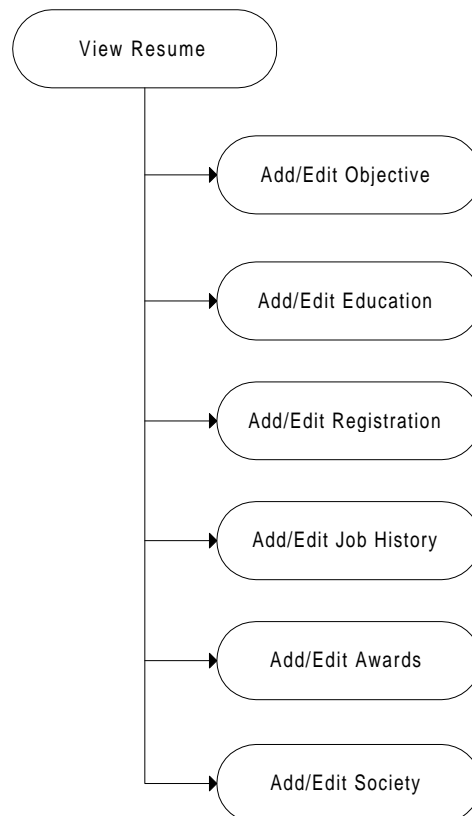 View Resume
Add/Edit Objective
Add/Edit Education
Add/Edit Registration
Add/Edit Job History
Add/Edit Awards
Add/Edit Society